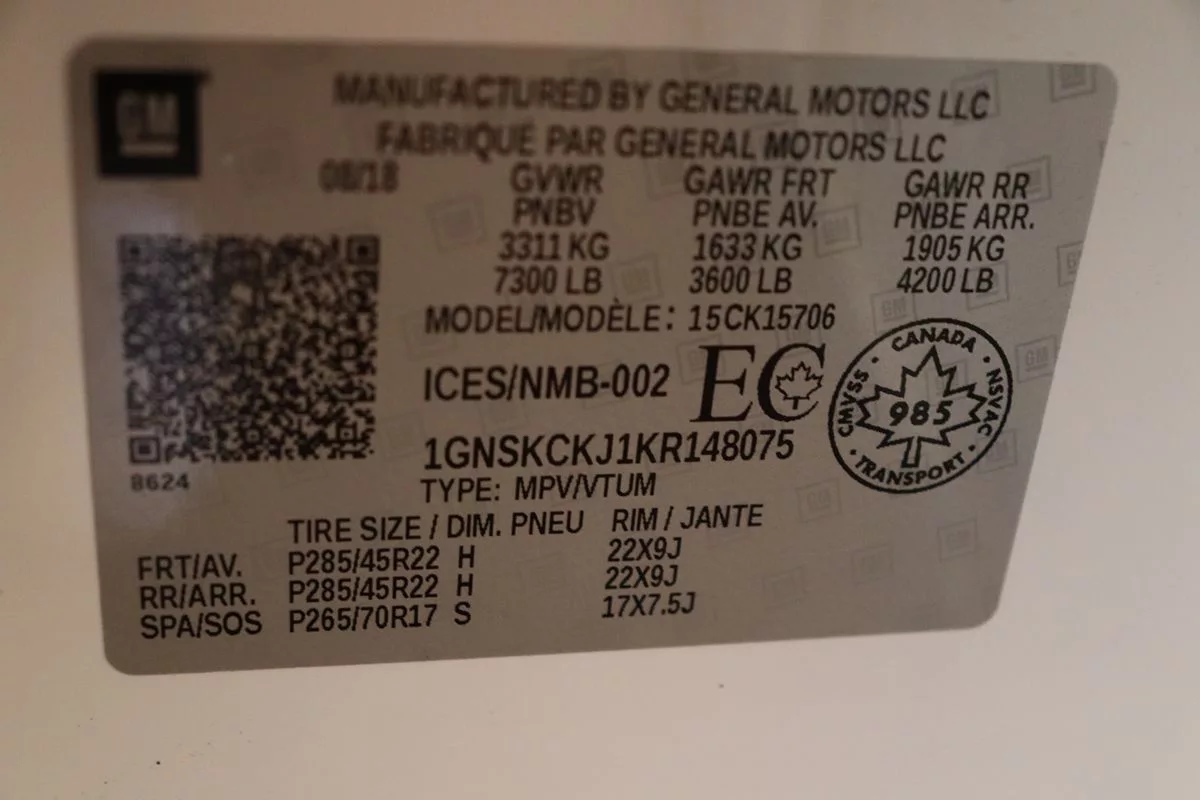 GM
MANUFACTURED BY GENERAL MOTORS LLC
FABRIQUÉ PAR GENERAL MOTORS LLC
08/18 GVWR GAWR FRT GAWR RR
PNBV PNBE AV. PNBE ARR.
3311 KG 1633 KG 1905 KG
7300 LB 3600 LB 4200 LB
MODEL/MODÈLE: 15CK15706
ICES/NMB-002 EC
CANADA
CMVSS 985 NSVAC
TRANSPORT
1GNSKCKJ1KR148075
8624
TYPE: MPV/VTUM
TIRE SIZE / DIM. PNEU RIM / JANTE
FRT/AV. P285/45R22 H 22X9J
RR/ARR. P285/45R22 H 22X9J
SPA/SOS P265/70R17 S 17X7.5J